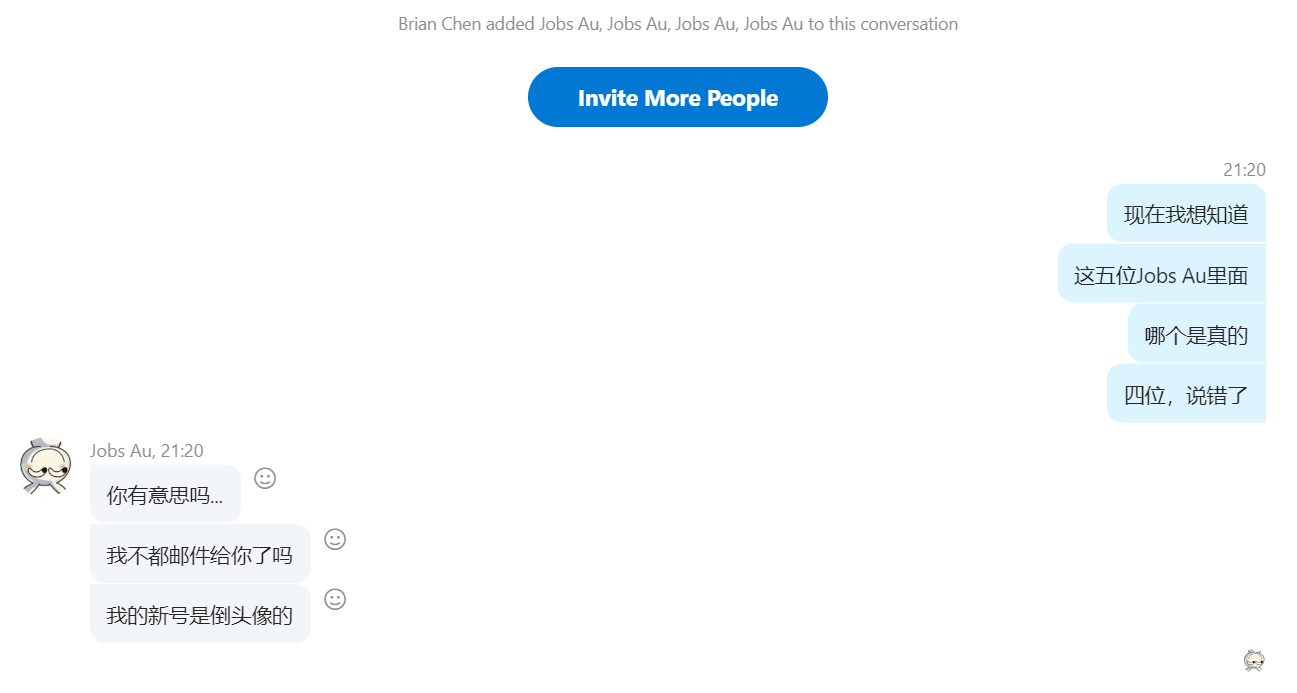 Brian Chen added Jobs Au, Jobs Au, Jobs Au, Jobs Au to this conversation
Invite More People
21:20
现在我想知道
这五位Jobs Au里面
哪个是真的
四位，说错了
Jobs Au, 21:20
你有意思吗...
我不都邮件给你了吗
我的新号是倒头像的